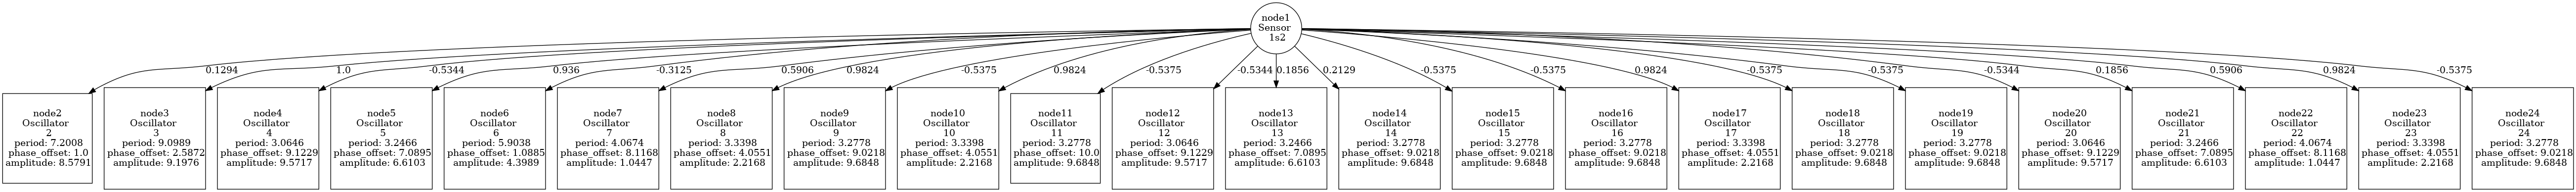 node1
Sensor
1s2
0.1294
1.0
-0.5344
0.936
-0.3125
0.5906
0.9824
-0.5375
0.9824
-0.5375
-0.5344
0.1856
0.2129
-0.5375
-0.5375
0.9824
-0.5375
-0.5375
-0.5344
0.1856
0.5906
0.9824
-0.5375
node2
Oscillator
2
period: 7.2008
phase_offset: 1.0
amplitude: 8.5791
node3
Oscillator
3
period: 9.0989
phase_offset: 2.5872
amplitude: 9.1976
node4
Oscillator
4
period: 3.0646
phase_offset: 9.1229
amplitude: 9.5717
node5
Oscillator
5
period: 3.2466
phase_offset: 7.0895
amplitude: 6.6103
node6
Oscillator
6
period: 5.9038
phase_offset: 1.0885
amplitude: 4.3989
node7
Oscillator
7
period: 4.0674
phase_offset: 8.1168
amplitude: 1.0447
node8
Oscillator
8
period: 3.3398
phase_offset: 4.0551
amplitude: 2.2168
node9
Oscillator
9
period: 3.2778
phase_offset: 9.0218
amplitude: 9.6848
node10
Oscillator
10
period: 3.3398
phase_offset: 4.0551
amplitude: 2.2168
node11
Oscillator
11
period: 3.2778
phase_offset: 10.0
amplitude: 9.6848
node12
Oscillator
12
period: 3.0646
phase_offset: 9.1229
amplitude: 9.5717
node13
Oscillator
13
period: 3.2466
phase_offset: 7.0895
amplitude: 6.6103
node14
Oscillator
14
period: 3.2778
phase_offset: 9.0218
amplitude: 9.6848
node15
Oscillator
15
period: 3.2778
phase_offset: 9.0218
amplitude: 9.6848
node16
Oscillator
16
period: 3.2778
phase_offset: 9.0218
amplitude: 9.6848
node17
Oscillator
17
period: 3.3398
phase_offset: 4.0551
amplitude: 2.2168
node18
Oscillator
18
period: 3.2778
phase_offset: 9.0218
amplitude: 9.6848
node19
Oscillator
19
period: 3.2778
phase_offset: 9.0218
amplitude: 9.6848
node20
Oscillator
20
period: 3.0646
phase_offset: 9.1229
amplitude: 9.5717
node21
Oscillator
21
period: 3.2466
phase_offset: 7.0895
amplitude: 6.6103
node22
Oscillator
22
period: 4.0674
phase_offset: 8.1168
amplitude: 1.0447
node23
Oscillator
23
period: 3.3398
phase_offset: 4.0551
amplitude: 2.2168
node24
Oscillator
24
period: 3.2778
phase_offset: 9.0218
amplitude: 9.6848